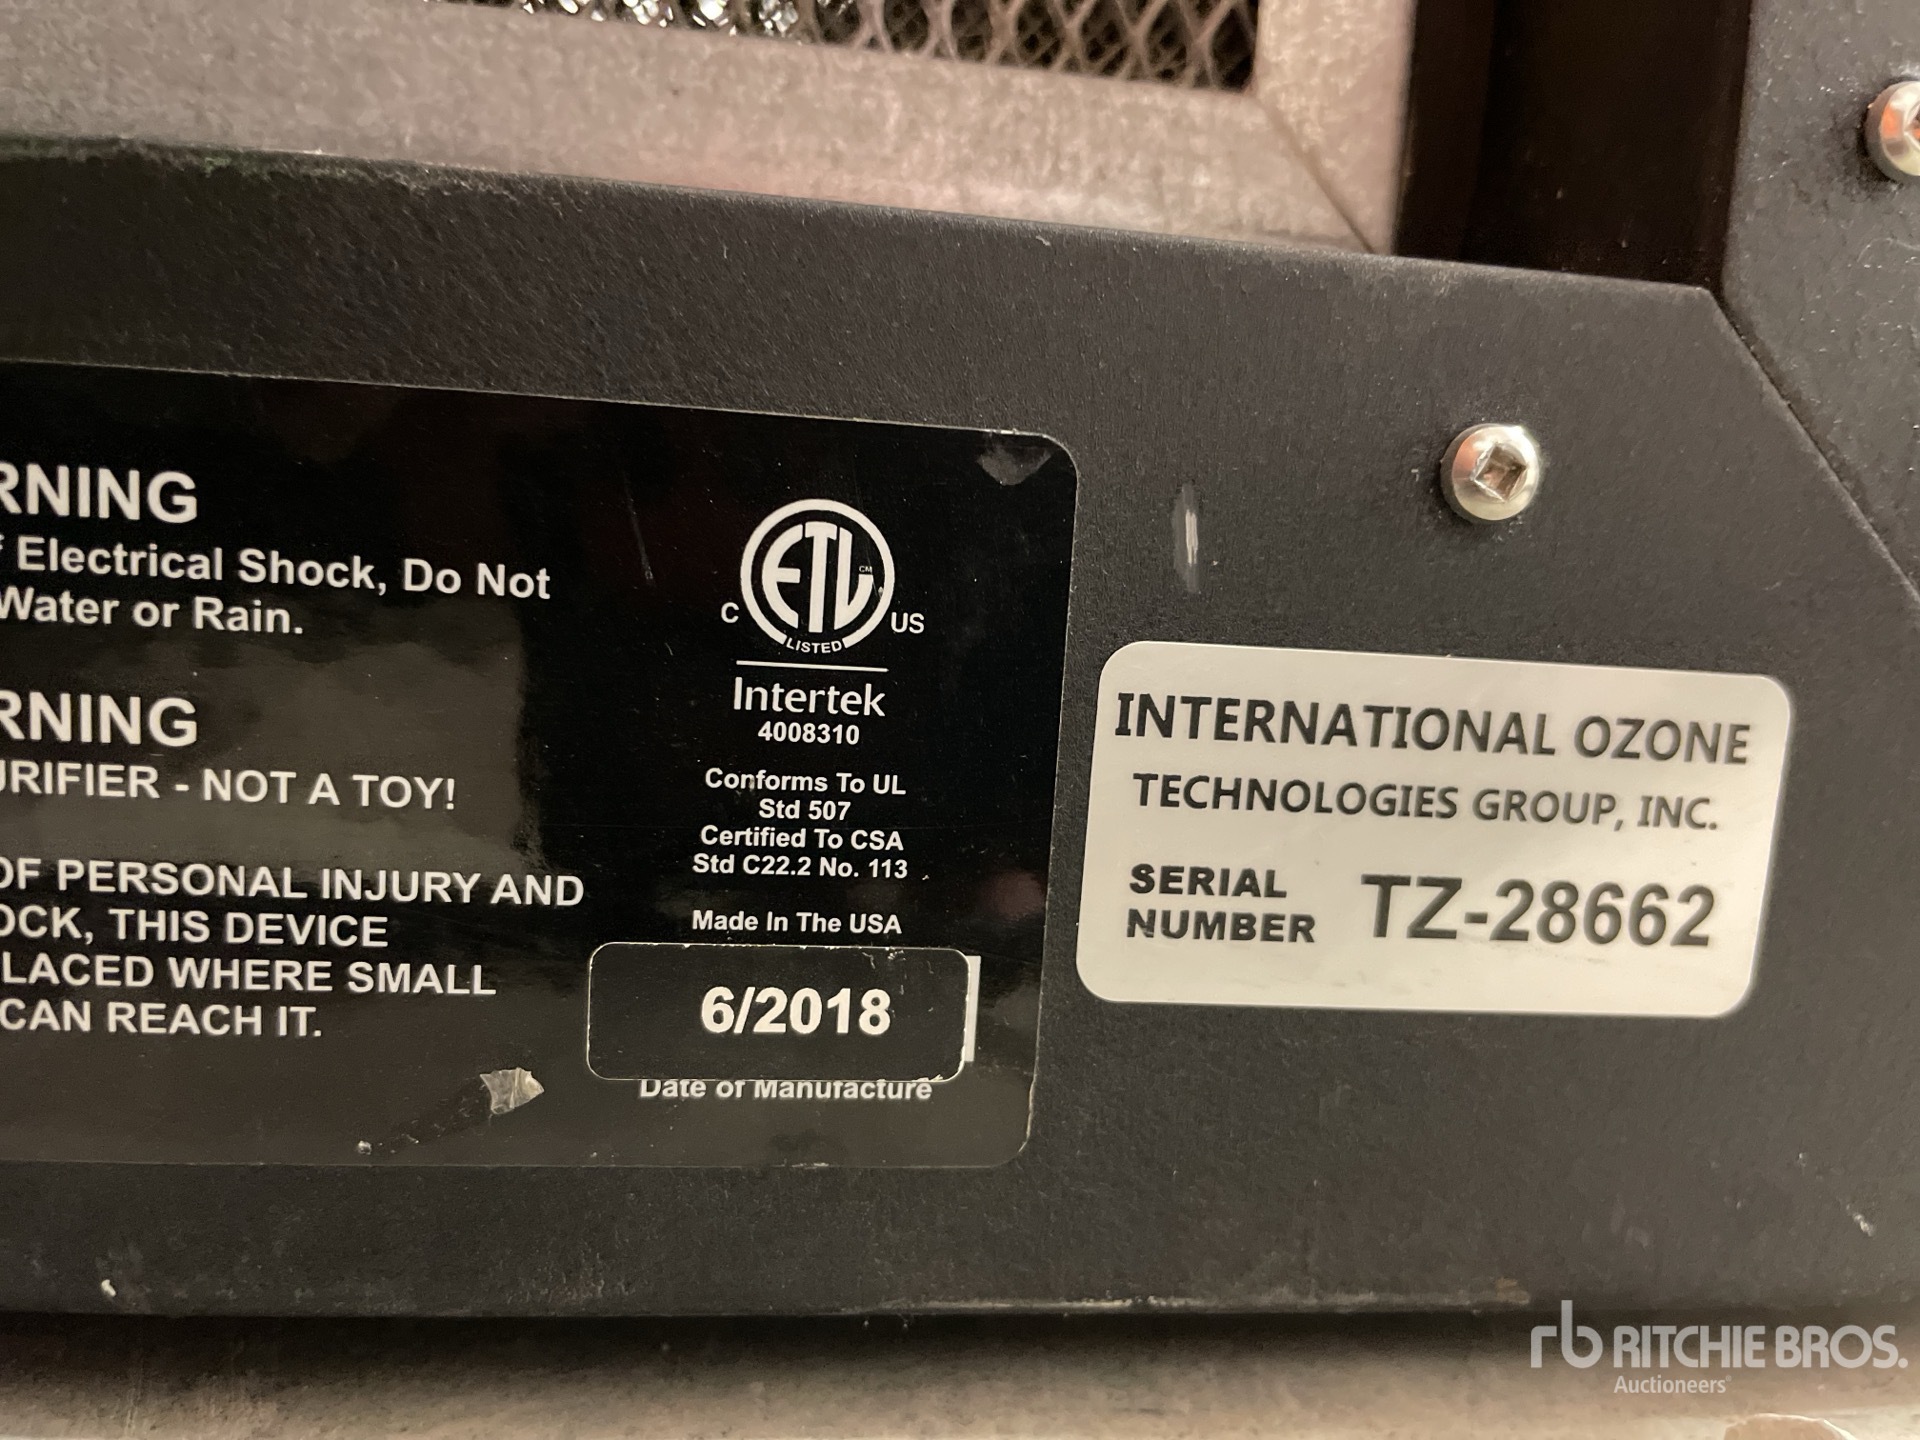 RNING
Electrical Shock, Do Not
Water or Rain.
RNING
URIFIER - NOT A TOY!
OF PERSONAL INJURY AND
OCK, THIS DEVICE
LACED WHERE SMALL
CAN REACH IT.
ETL CM
C US
LISTED
Intertek
4008310
Conforms To UL
Std 507
Certified To CSA
Std C22.2 No. 113
Made In The USA
6/2018
Date of Manufacture
INTERNATIONAL OZONE
TECHNOLOGIES GROUP, INC.
SERIAL
NUMBER TZ-28662
rb RITCHIE BROS.
Auctioneers